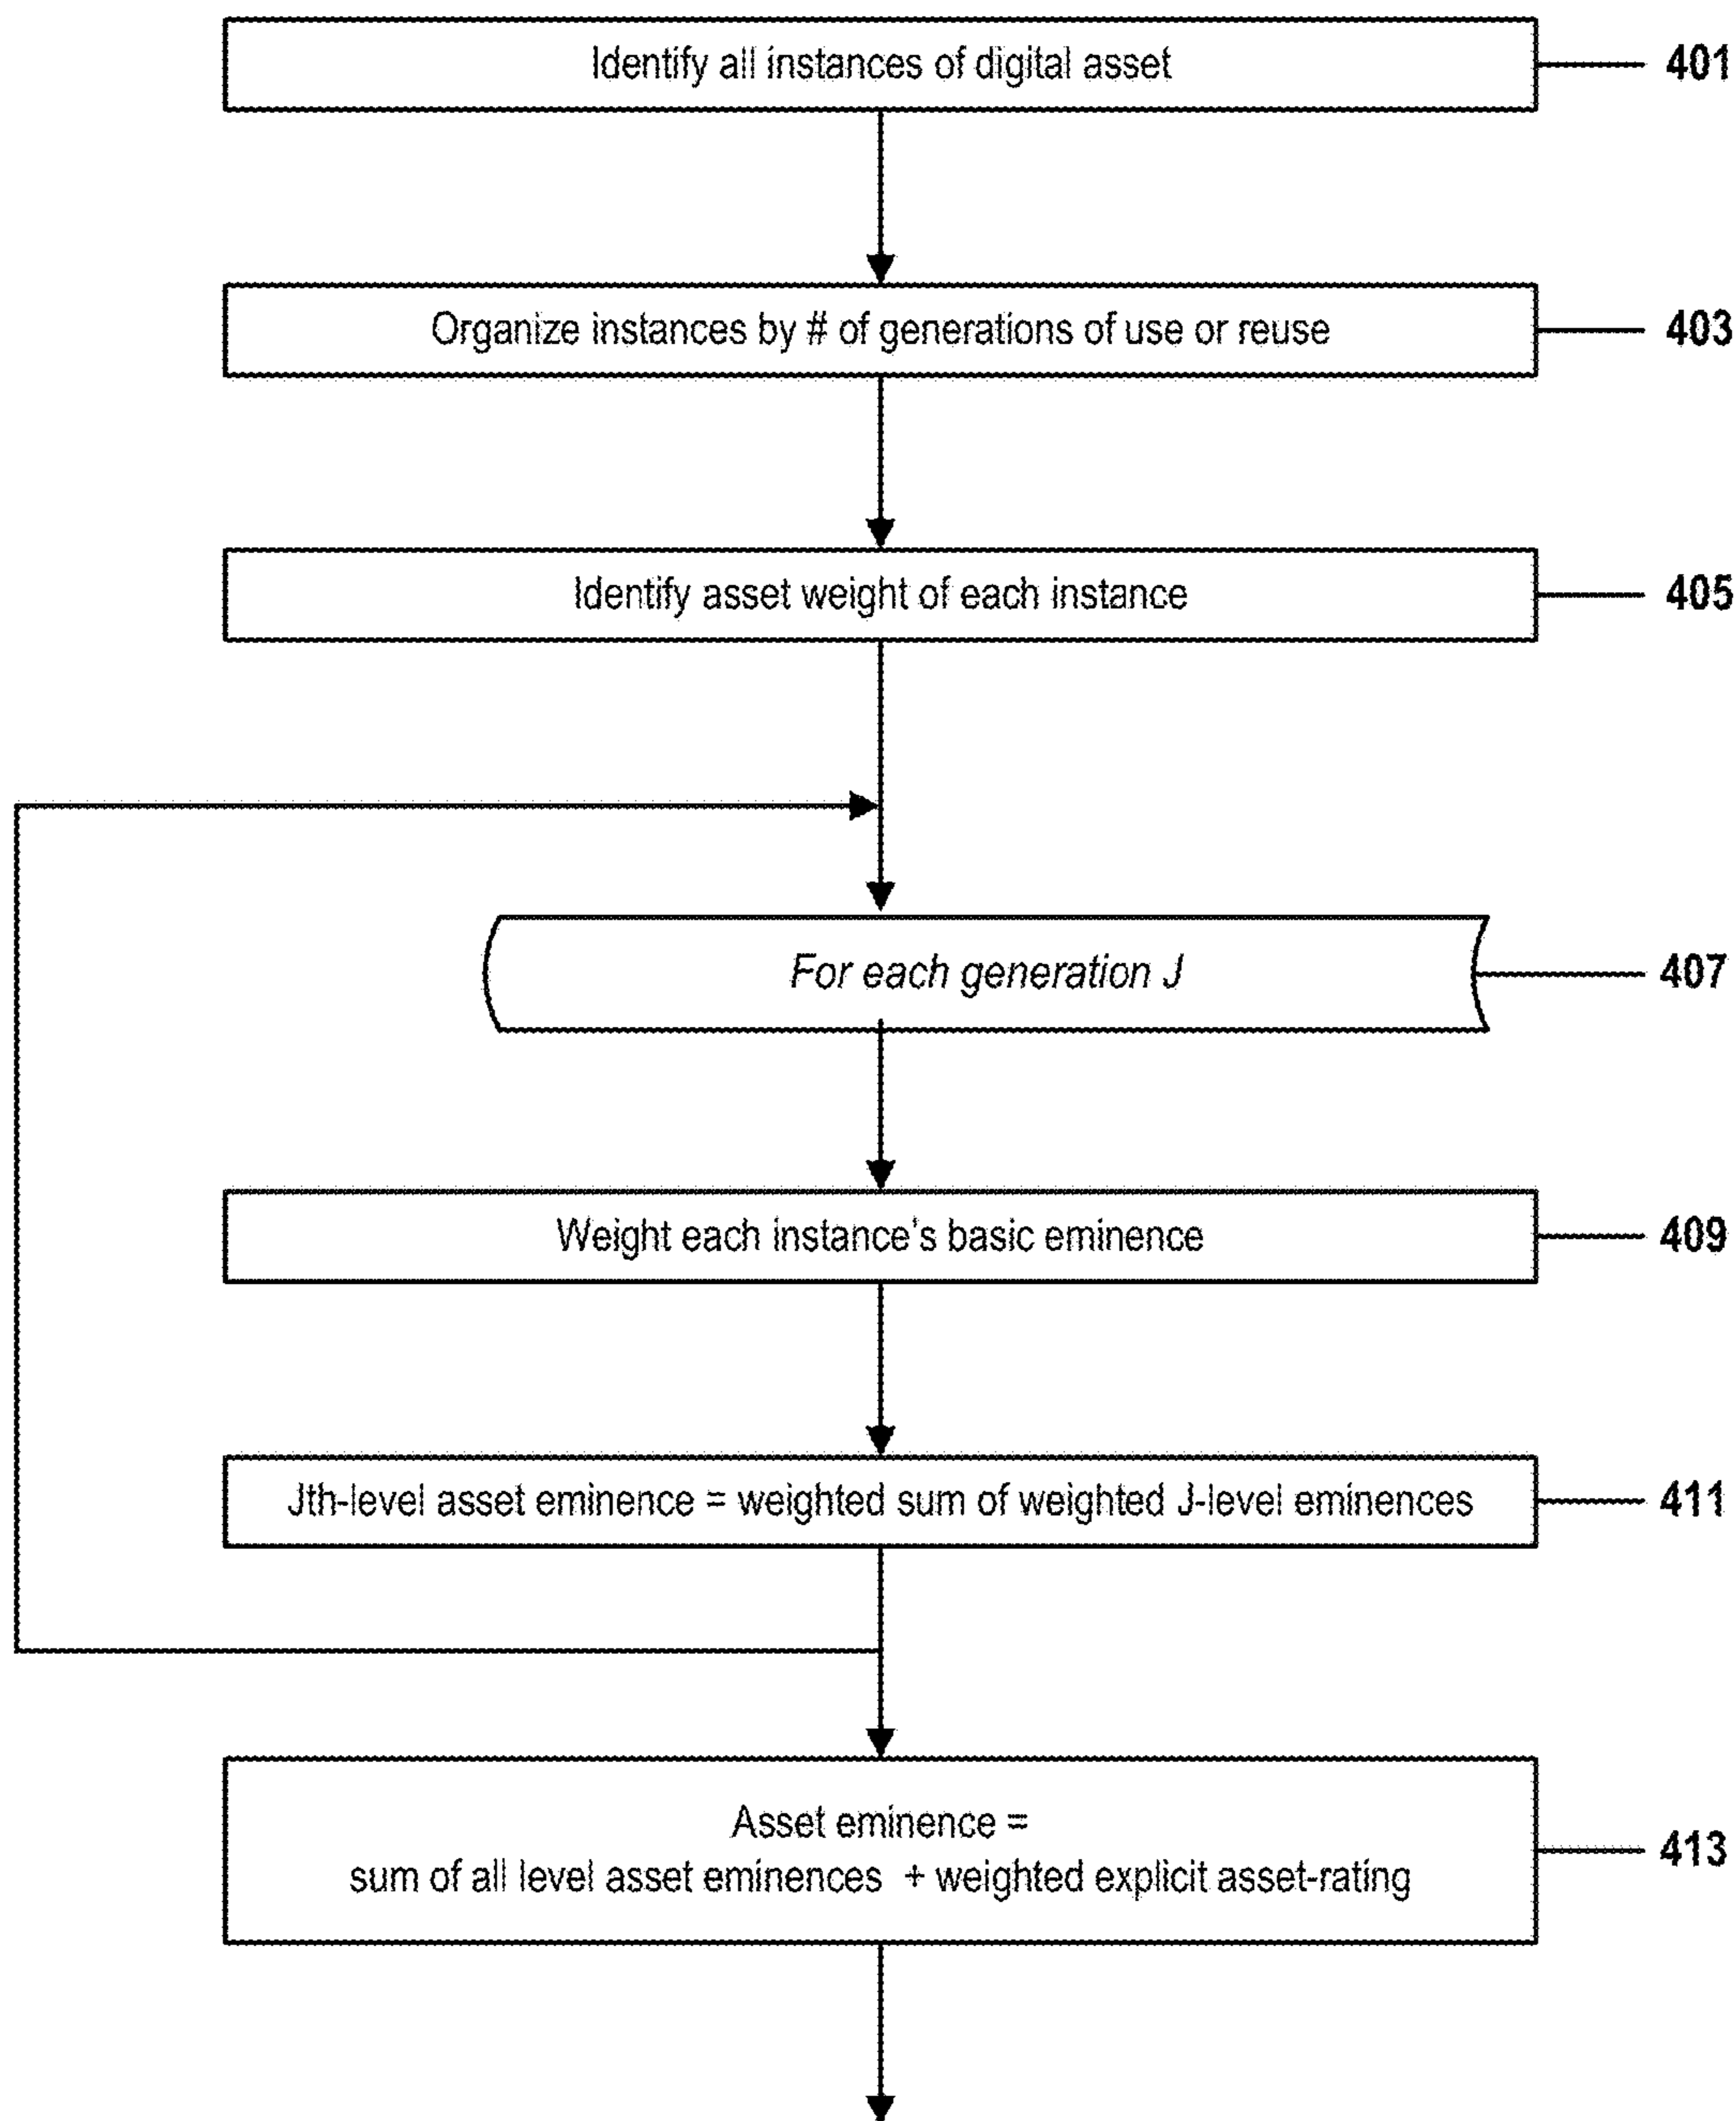 Identify all instances of digital asset
401
Organize instances by # of generations of use or reuse
403
Identify asset weight of each instance
405
For each generation J
407
Weight each instance's basic eminence
409
Jth-level asset eminence = weighted sum of weighted J-level eminences
411
Asset eminence =
sum of all level asset eminences + weighted explicit asset-rating
413